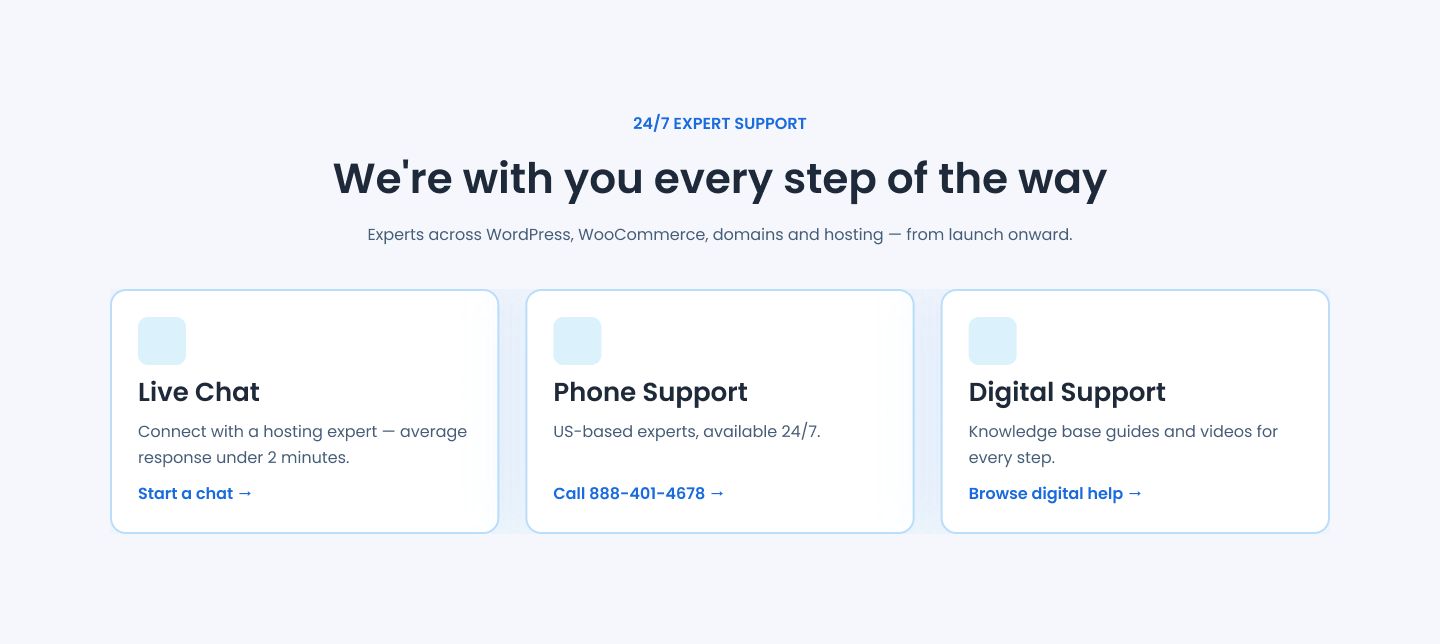 24/7 EXPERT SUPPORT
We're with you every step of the way
Experts across WordPress, WooCommerce, domains and hosting — from launch onward.
Live Chat
Connect with a hosting expert — average
response under 2 minutes.
Start a chat →
Phone Support
US-based experts, available 24/7.
Call 888-401-4678 →
Digital Support
Knowledge base guides and videos for
every step.
Browse digital help →